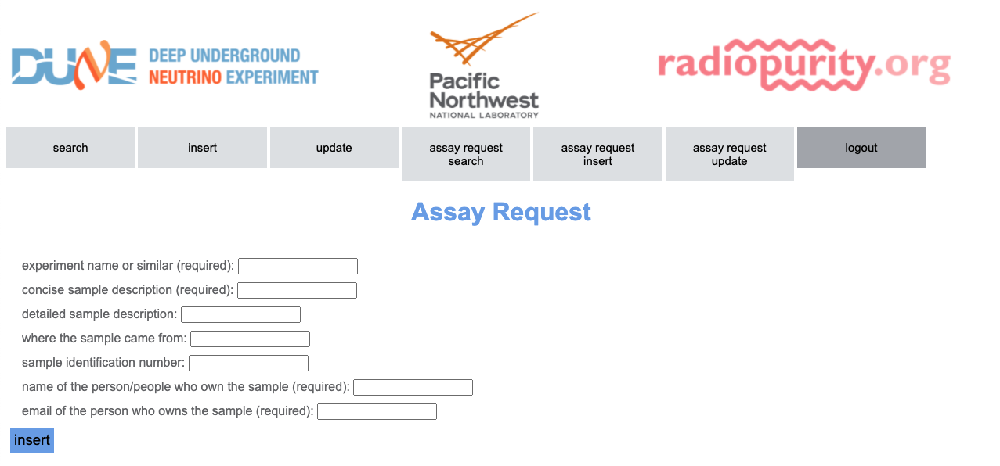 DUNE DEEP UNDERGROUND
NEUTRINO EXPERIMENT
Pacific
Northwest
NATIONAL LABORATORY
radiopurity.org
search
insert
update
assay request
search
assay request
insert
assay request
update
logout
Assay Request
experiment name or similar (required):
concise sample description (required):
detailed sample description:
where the sample came from:
sample identification number:
name of the person/people who own the sample (required):
email of the person who owns the sample (required):
insert